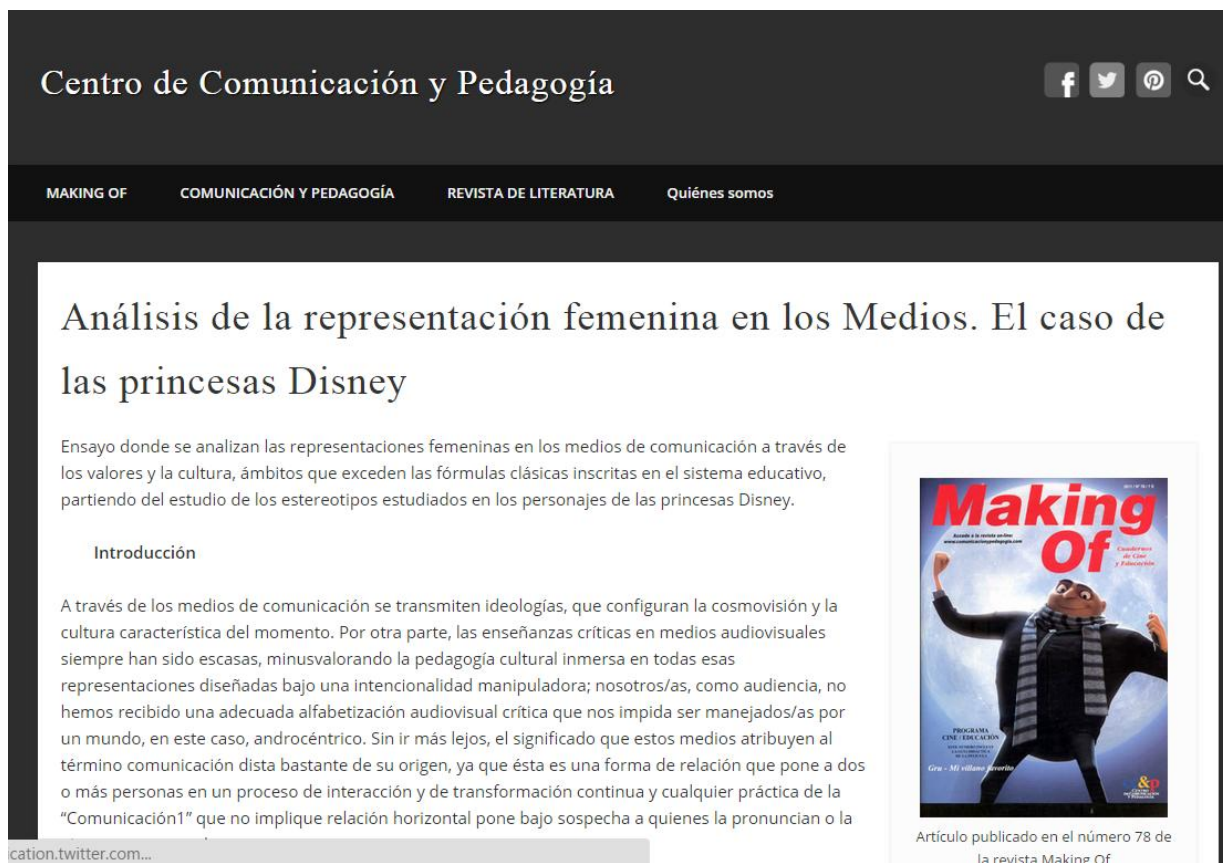 Centro de Comunicación y Pedagogía
MAKING OF COMUNICACIÓN Y PEDAGOGÍA REVISTA DE LITERATURA Quiénes somos
Análisis de la representación femenina en los Medios. El caso de
las princesas Disney
Ensayo donde se analizan las representaciones femeninas en los medios de comunicación a través de
los valores y la cultura, ámbitos que exceden las fórmulas clásicas inscritas en el sistema educativo,
partiendo del estudio de los estereotipos estudiados en los personajes de las princesas Disney.
Introducción
A través de los medios de comunicación se transmiten ideologías, que configuran la cosmovisión y la
cultura característica del momento. Por otra parte, las enseñanzas críticas en medios audiovisuales
siempre han sido escasas, minusvalorando la pedagogía cultural inmersa en todas esas
representaciones diseñadas bajo una intencionalidad manipuladora; nosotros/as, como audiencia, no
hemos recibido una adecuada alfabetización audiovisual crítica que nos impida ser manejados/as por
un mundo, en este caso, androcéntrico. Sin ir más lejos, el significado que estos medios atribuyen al
término comunicación dista bastante de su origen, ya que ésta es una forma de relación que pone a dos
o más personas en un proceso de interacción y de transformación continua y cualquier práctica de la
“Comunicación1” que no implique relación horizontal pone bajo sospecha a quienes la pronuncian o la
ication.twitter.com...
Making
Of
Accede a la revista on-line:
www.comunicacionypedagogia.com
Cuadernos
de Cine
y Educación
PROGRAMA
CINE / EDUCACIÓN
Gru - Mi villano favorito
Artículo publicado en el número 78 de
la revista Making Of